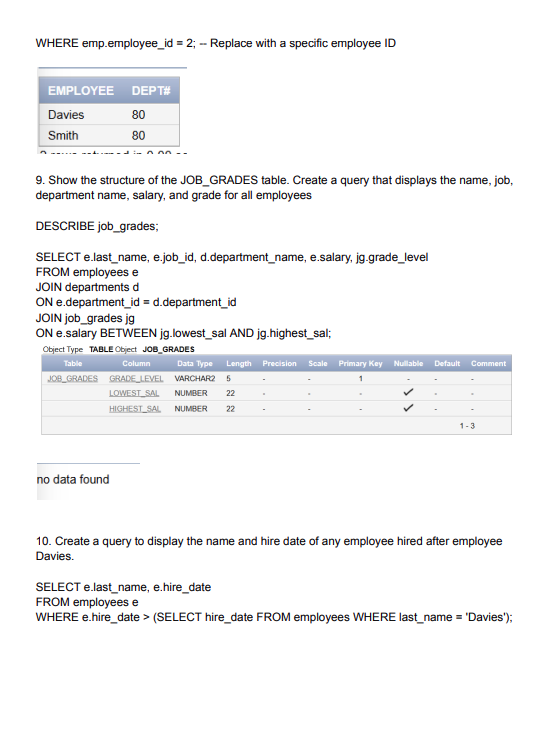 WHERE emp.employee_id = 2; -- Replace with a specific employee ID
EMPLOYEE DEPT#
Davies 80
Smith 80
9. Show the structure of the JOB_GRADES table. Create a query that displays the name, job,
department name, salary, and grade for all employees
DESCRIBE job_grades;
SELECT e.last_name, e.job_id, d.department_name, e.salary, jg.grade_level
FROM employees e
JOIN departments d
ON e.department_id = d.department_id
JOIN job_grades jg
ON e.salary BETWEEN jg.lowest_sal AND jg.highest_sal;
Object Type TABLE Object JOB_GRADES
Table Column Data Type Length Precision Scale Primary Key Nullable Default Comment
JOB_GRADES GRADE_LEVEL VARCHAR2 5 - - 1 - - -
LOWEST_SAL NUMBER 22 - - - ✓ - -
HIGHEST_SAL NUMBER 22 - - - ✓ - -
1 - 3
no data found
10. Create a query to display the name and hire date of any employee hired after employee
Davies.
SELECT e.last_name, e.hire_date
FROM employees e
WHERE e.hire_date > (SELECT hire_date FROM employees WHERE last_name = 'Davies');